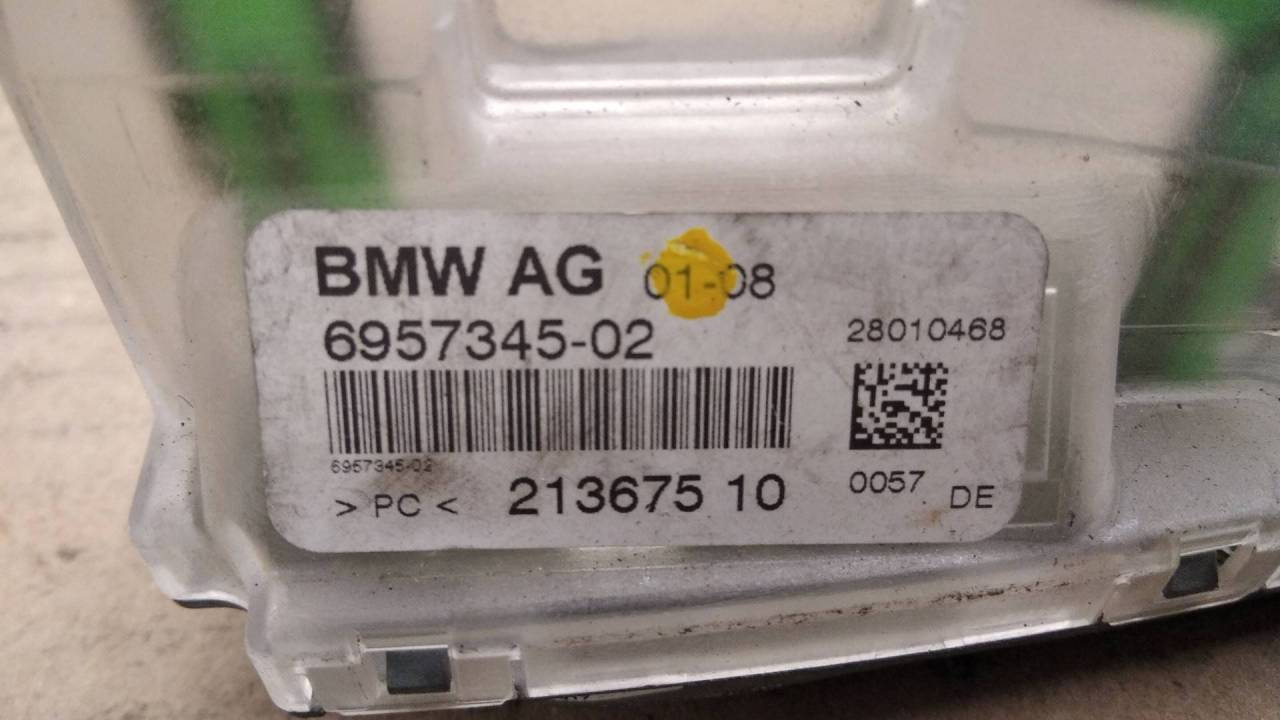 BMW AG 01-08
6957345-02
28010468
6957345-02
> PC < 213675 10
0057 DE